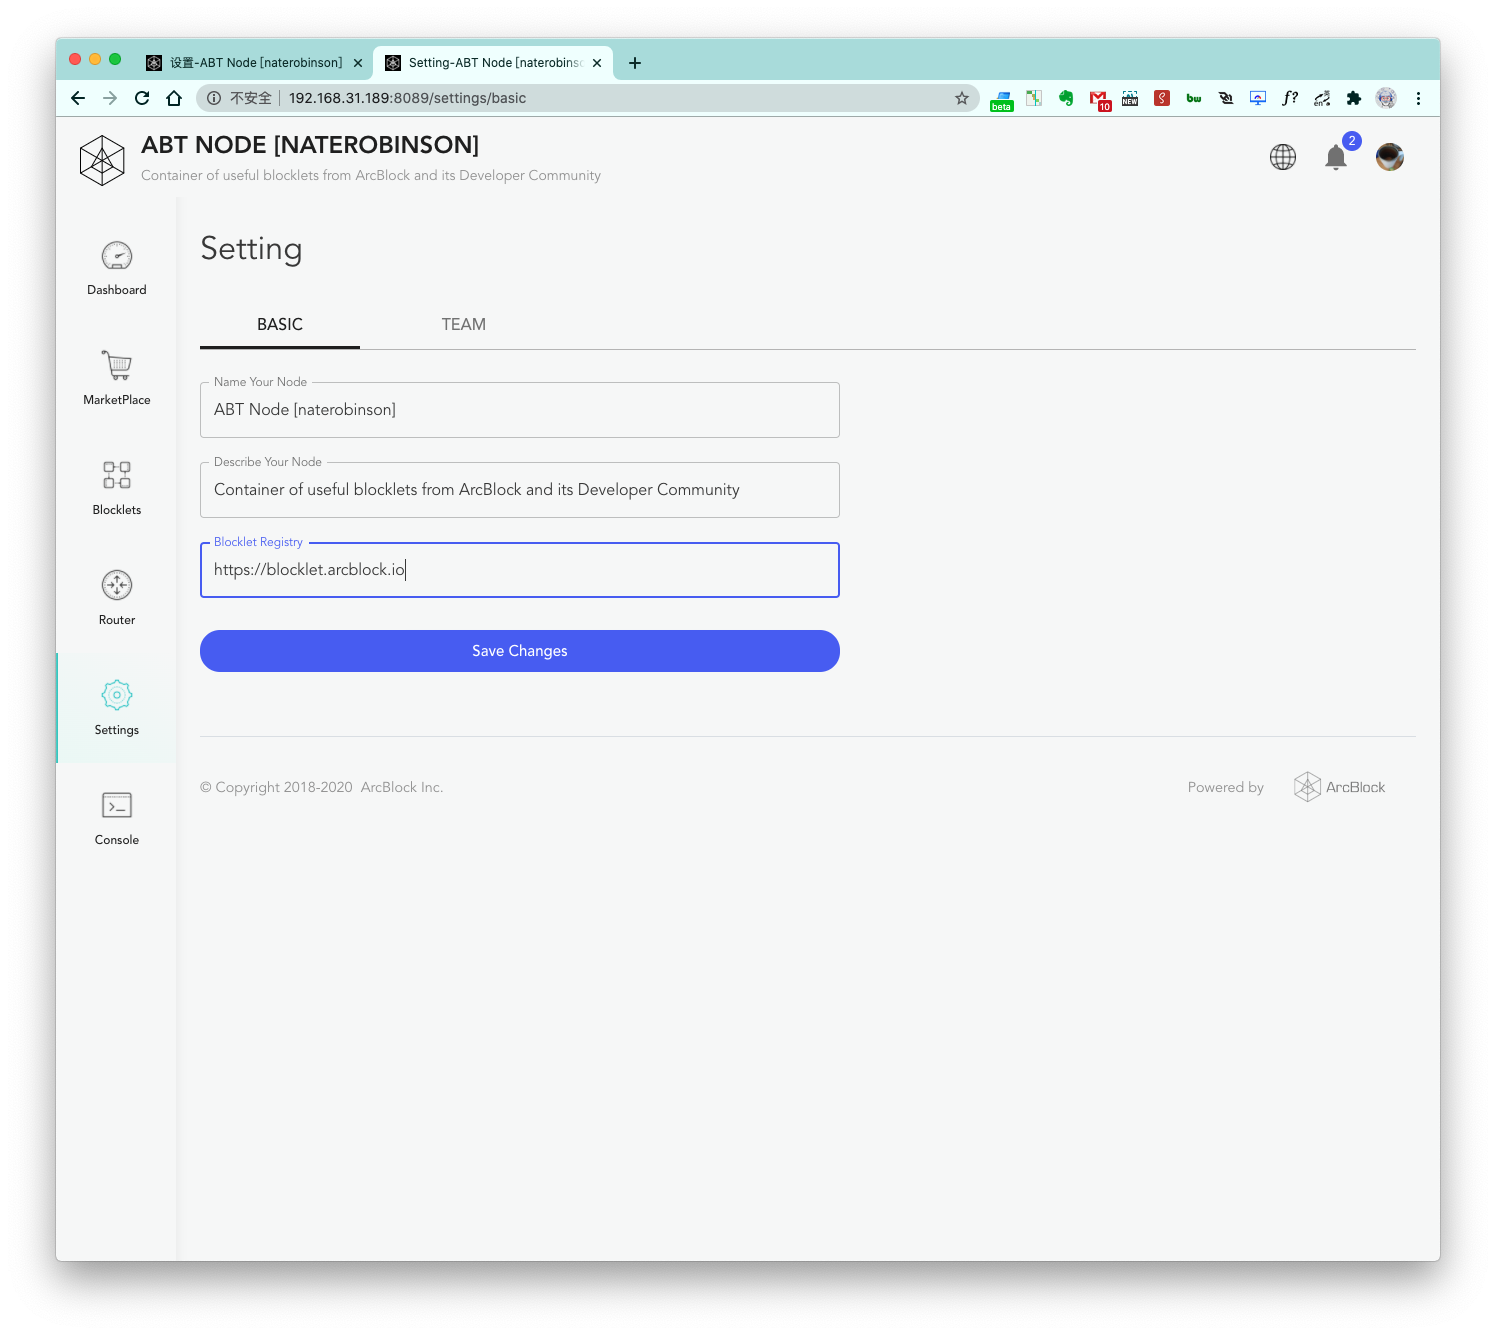 设置-ABT Node [naterobinson]
Setting-ABT Node [naterobins
不安全 192.168.31.189:8089/settings/basic
beta
10
NEW
bw
f?
en
ABT NODE [NATEROBINSON]
Container of useful blocklets from ArcBlock and its Developer Community
2
Dashboard
MarketPlace
Blocklets
Router
Settings
Console
Setting
BASIC TEAM
Name Your Node
ABT Node [naterobinson]
Describe Your Node
Container of useful blocklets from ArcBlock and its Developer Community
Blocklet Registry
https://blocklet.arcblock.io
Save Changes
© Copyright 2018-2020 ArcBlock Inc.
Powered by ArcBlock